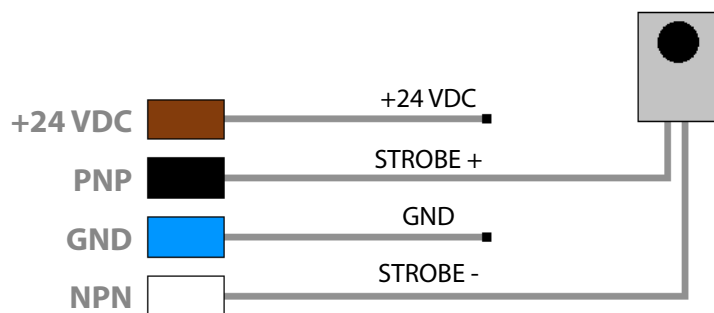 +24 VDC
+24 VDC
PNP
STROBE +
GND
GND
NPN
STROBE -